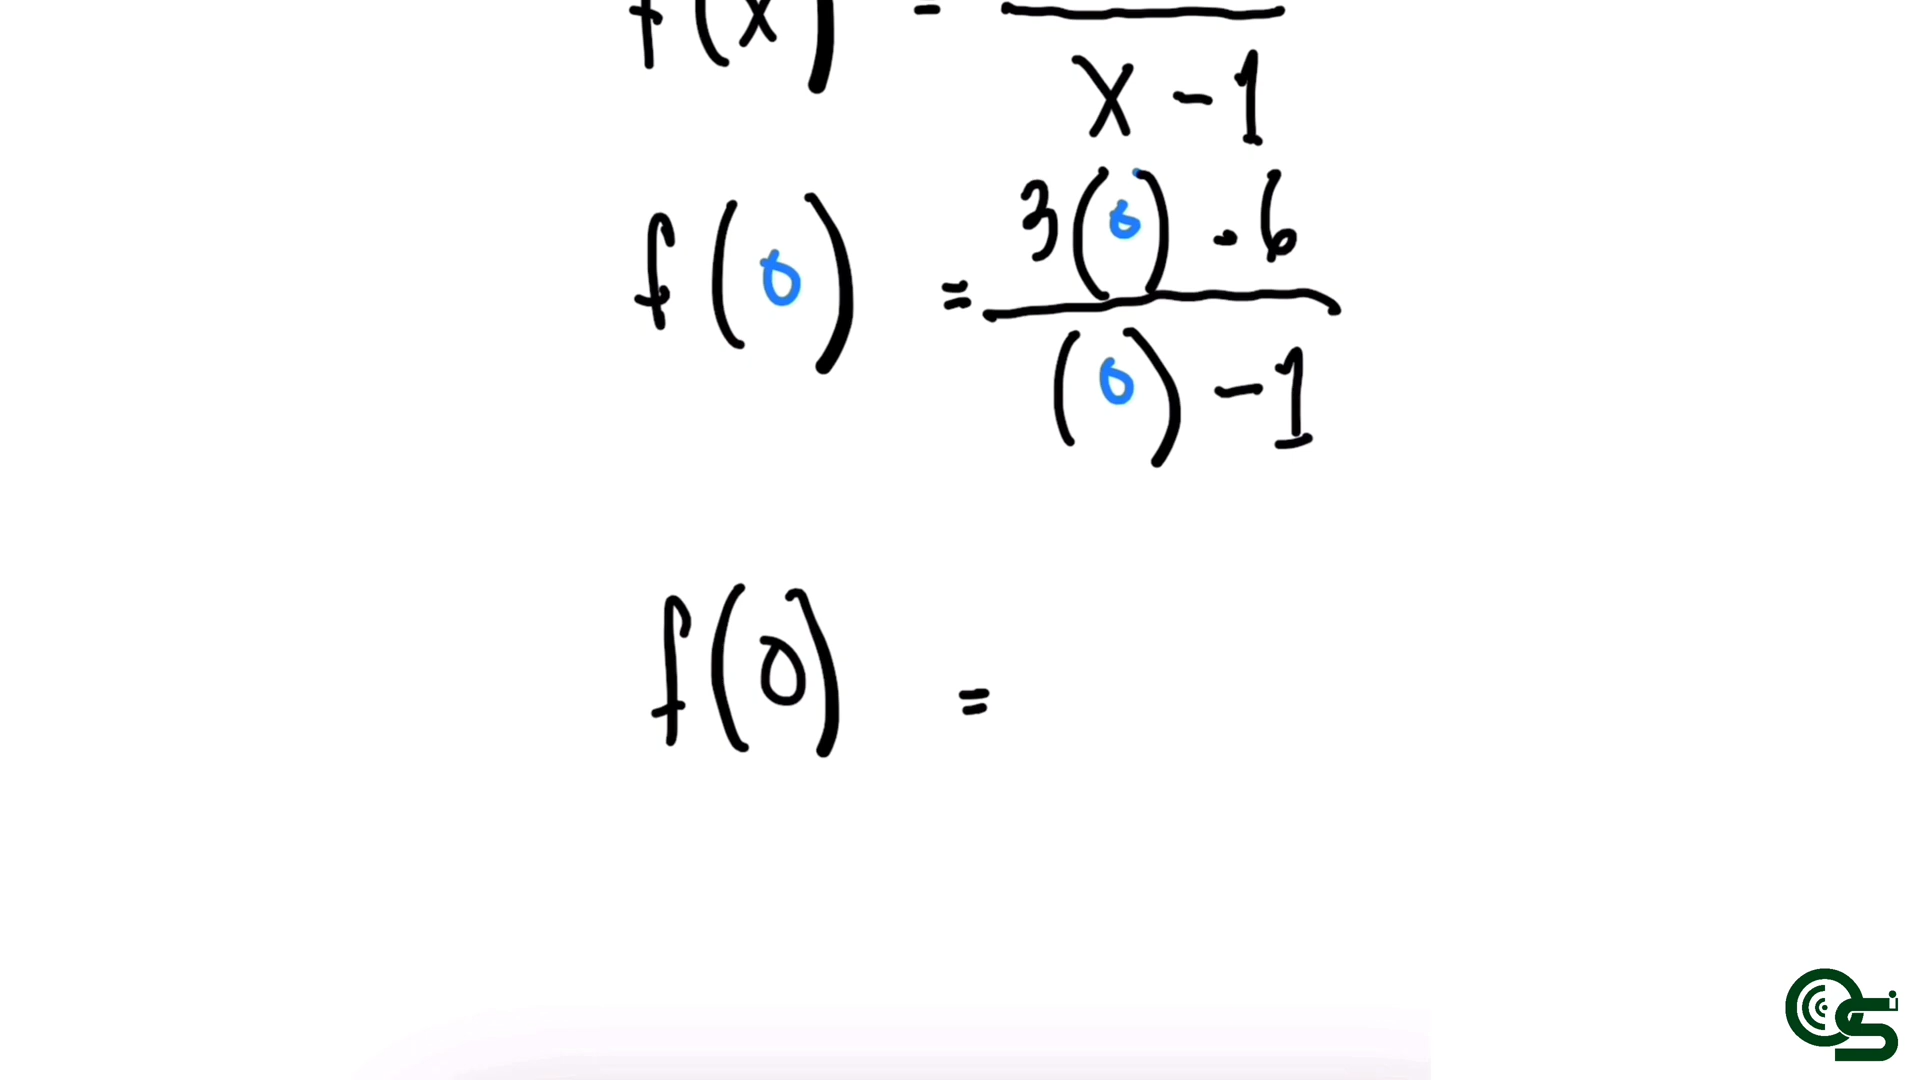 f(x) =
x - 1
f(0) = 3(0) - 6
(0) - 1
f(0) =